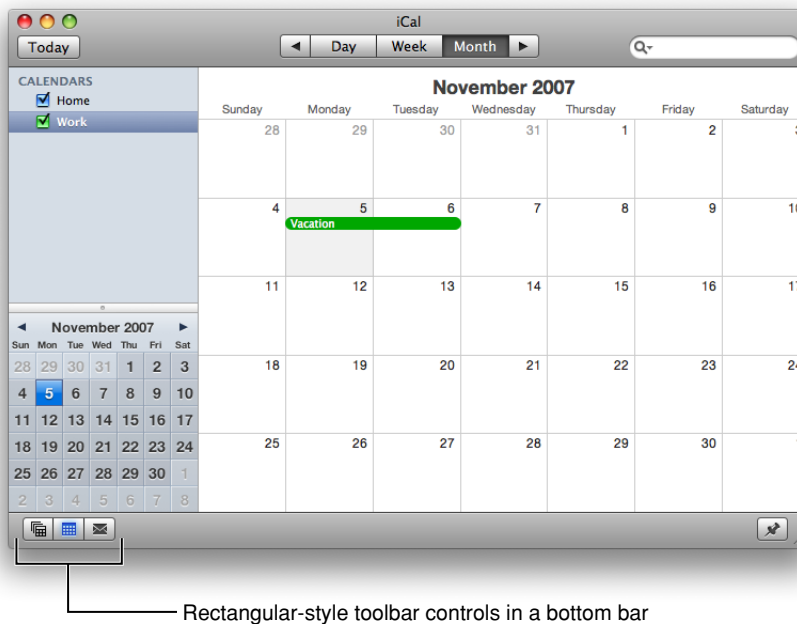 iCal
Today
Day Week Month
CALENDARS
Home
Work
November 2007
Sunday Monday Tuesday Wednesday Thursday Friday Saturday
28 29 30 31 1 2
4 5 6 7 8 9 10
Vacation
11 12 13 14 15 16 17
18 19 20 21 22 23 24
25 26 27 28 29 30
November 2007
Sun Mon Tue Wed Thu Fri Sat
28 29 30 31 1 2 3
4 5 6 7 8 9 10
11 12 13 14 15 16 17
18 19 20 21 22 23 24
25 26 27 28 29 30 1
2 3 4 5 6 7 8
Rectangular-style toolbar controls in a bottom bar